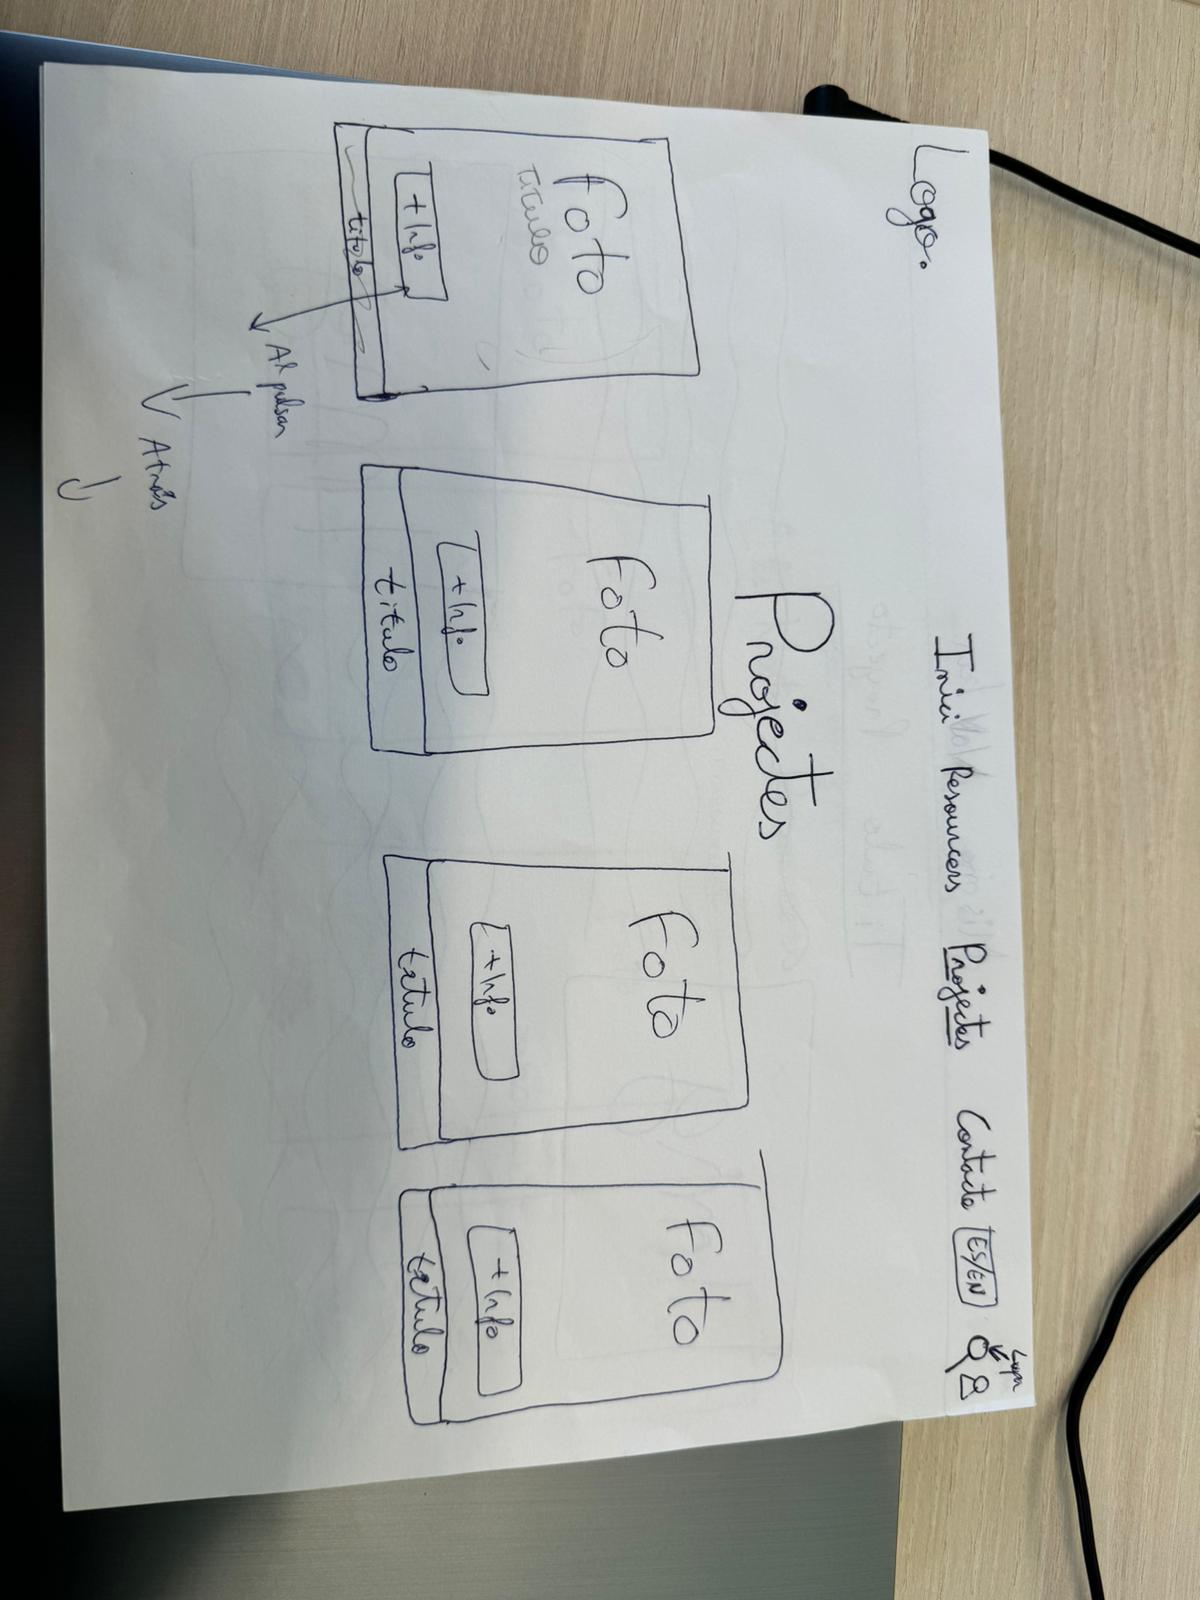 Lupa
Logo. Inici Resourcers Projectes Contacte ES/EN
Projectes
Foto Foto Foto Foto
Titulo
+Info +Info +Info +Info
titulo titulo titulo titulo
Al pulsar
Atrás